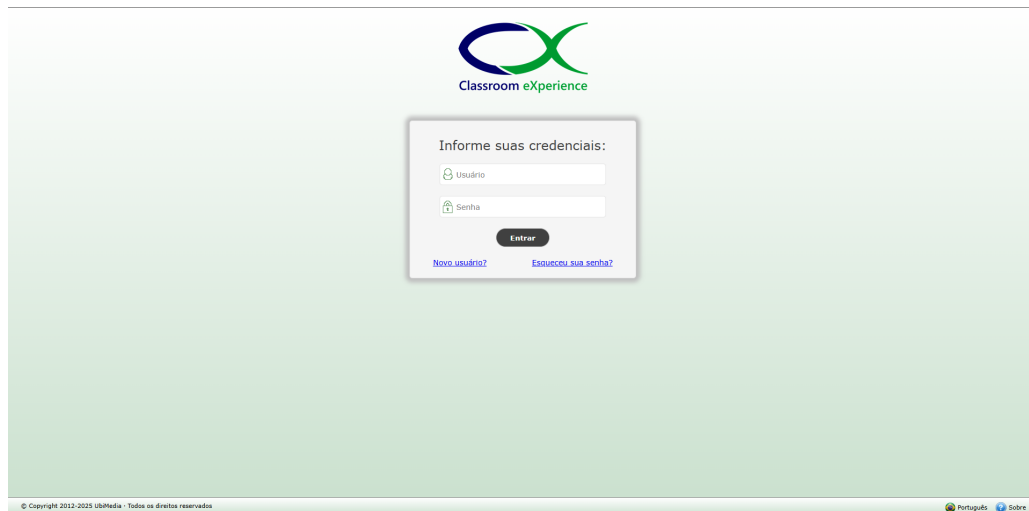 Classroom eXperience
Informe suas credenciais:
Usuário
Senha
Entrar
Novo usuário? Esqueceu sua senha?
© Copyright 2012-2025 UbiMedia · Todos os direitos reservados Português Sobre